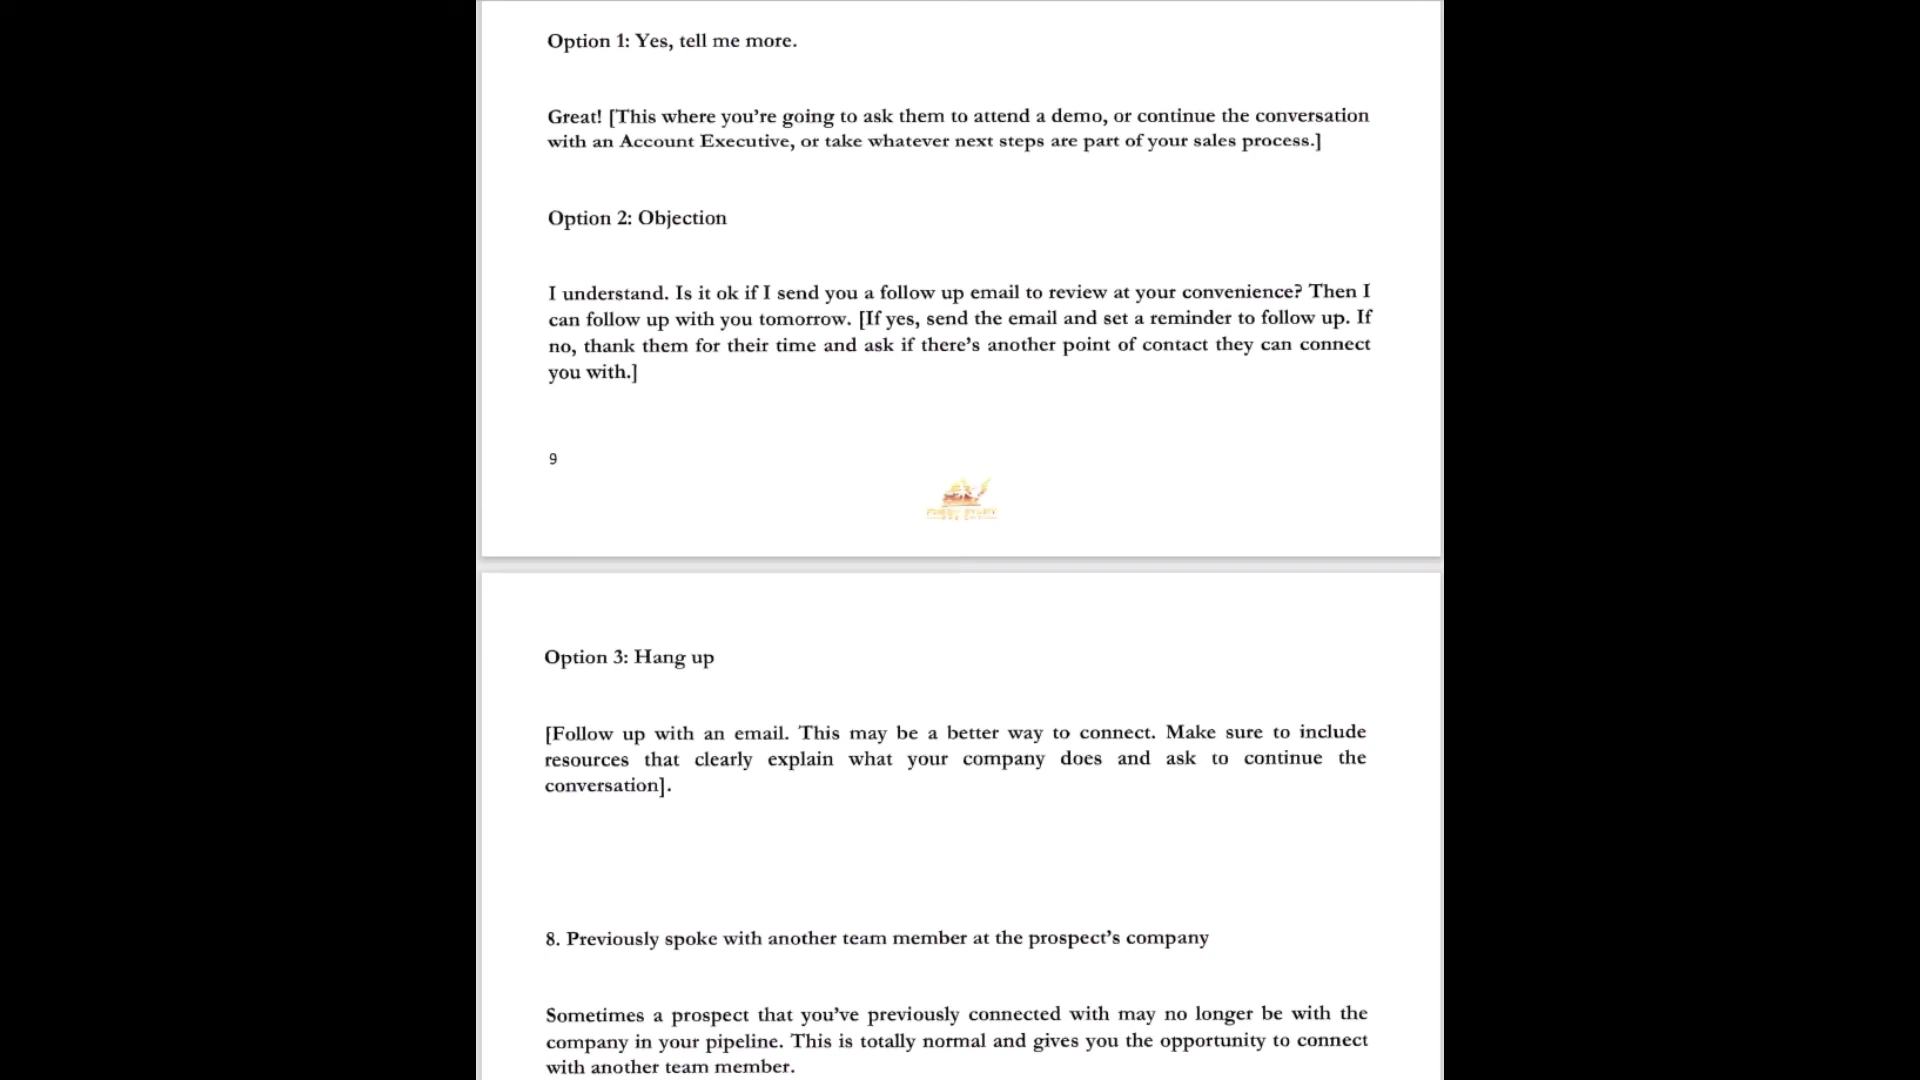 Option 1: Yes, tell me more.
Great! [This where you’re going to ask them to attend a demo, or continue the conversation
with an Account Executive, or take whatever next steps are part of your sales process.]
Option 2: Objection
I understand. Is it ok if I send you a follow up email to review at your convenience? Then I
can follow up with you tomorrow. [If yes, send the email and set a reminder to follow up. If
no, thank them for their time and ask if there’s another point of contact they can connect
you with.]
9
Option 3: Hang up
[Follow up with an email. This may be a better way to connect. Make sure to include
resources that clearly explain what your company does and ask to continue the
conversation].
8. Previously spoke with another team member at the prospect’s company
Sometimes a prospect that you’ve previously connected with may no longer be with the
company in your pipeline. This is totally normal and gives you the opportunity to connect
with another team member.